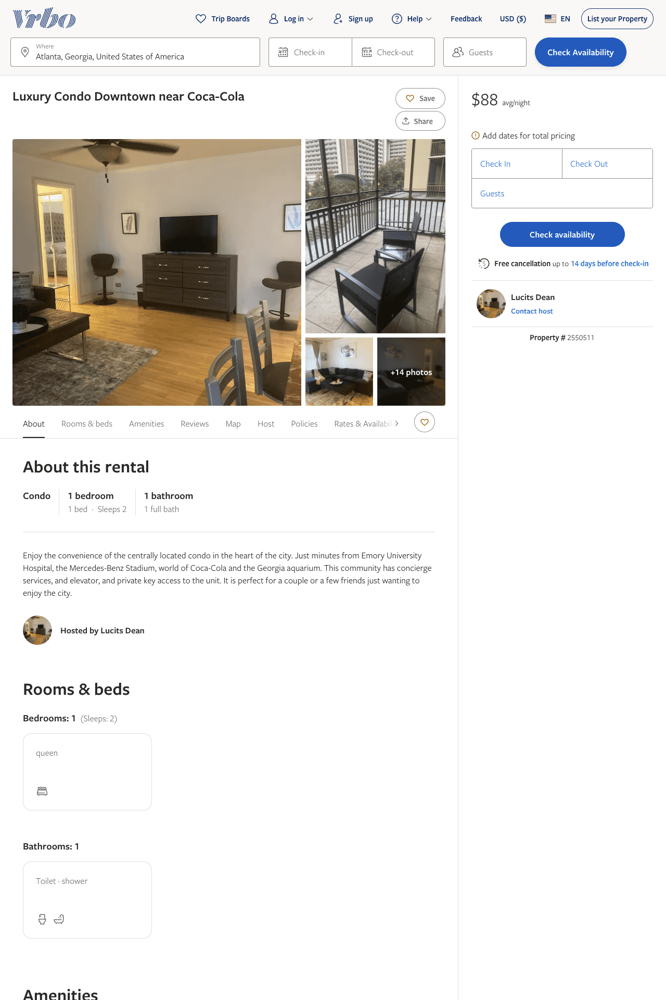 Vrbo
Trip Boards
Log in
Sign up
Help
Feedback
USD ($)
EN
List your Property
Where
Atlanta, Georgia, United States of America
Check-in
Check-out
Guests
Check Availability
Luxury Condo Downtown near Coca-Cola
Save
Share
$88 avg/night
Add dates for total pricing
Check In
Check Out
Guests
Check availability
Free cancellation up to 14 days before check-in
Lucits Dean
Contact host
Property # 2550511
+14 photos
About
Rooms & beds
Amenities
Reviews
Map
Host
Policies
Rates & Availabil
About this rental
Condo
1 bedroom
1 bed · Sleeps 2
1 bathroom
1 full bath
Enjoy the convenience of the centrally located condo in the heart of the city. Just minutes from Emory University
Hospital, the Mercedes-Benz Stadium, world of Coca-Cola and the Georgia aquarium. This community has concierge
services, and elevator, and private key access to the unit. It is perfect for a couple or a few friends just wanting to
enjoy the city.
Hosted by Lucits Dean
Rooms & beds
Bedrooms: 1 (Sleeps: 2)
queen
Bathrooms: 1
Toilet · shower
Amenities